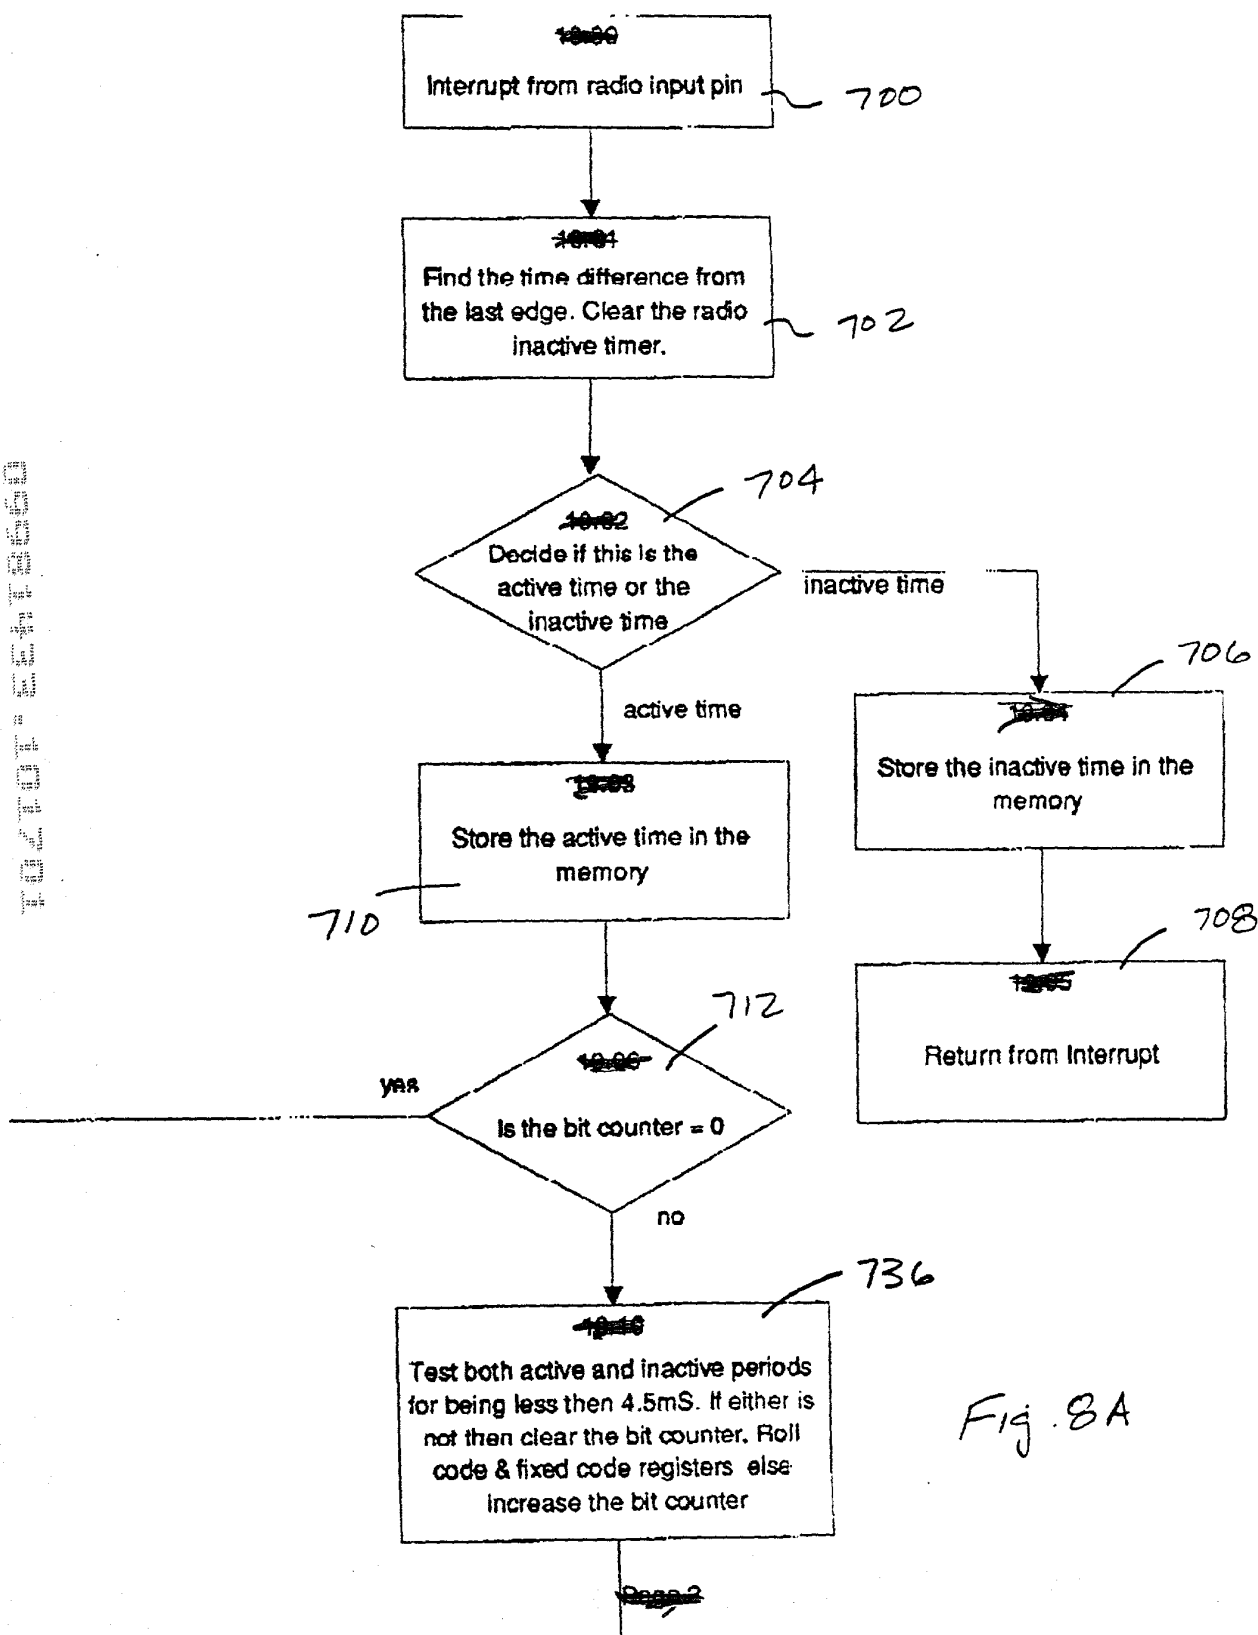 Interrupt from radio input pin
700
Find the time difference from
the last edge. Clear the radio
inactive timer.
702
704
Decide if this is the
active time or the
inactive time
inactive time
active time
706
Store the inactive time in the
memory
Store the active time in the
memory
710
708
Return from Interrupt
712
yes
Is the bit counter = 0
no
736
Test both active and inactive periods
for being less then 4.5mS. If either is
not then clear the bit counter. Roll
code & fixed code registers else
increase the bit counter
Fig. 8A
Page 2